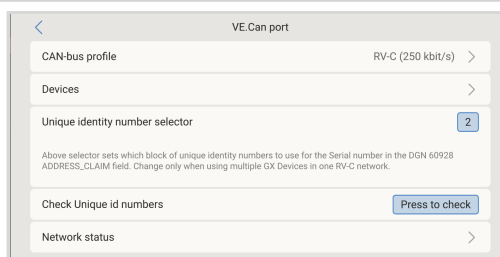 VE.Can port
CAN-bus profile RV-C (250 kbit/s)
Devices
Unique identity number selector 2
Above selector sets which block of unique identity numbers to use for the Serial number in the DGN 60928
ADDRESS_CLAIM field. Change only when using multiple GX Devices in one RV-C network.
Check Unique id numbers Press to check
Network status